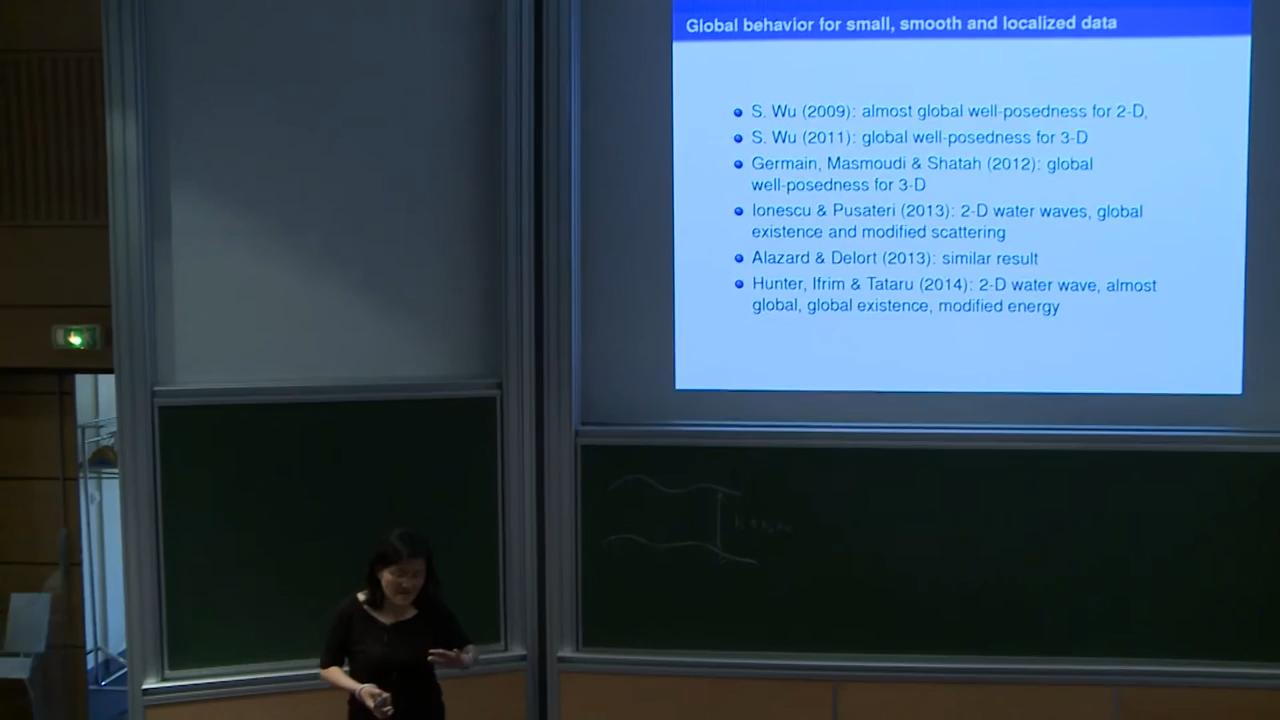 Global behavior for small, smooth and localized data
S. Wu (2009): almost global well-posedness for 2-D,
S. Wu (2011): global well-posedness for 3-D
Germain, Masmoudi & Shatah (2012): global
well-posedness for 3-D
Ionescu & Pusateri (2013): 2-D water waves, global
existence and modified scattering
Alazard & Delort (2013): similar result
Hunter, Ifrim & Tataru (2014): 2-D water wave, almost
global, global existence, modified energy